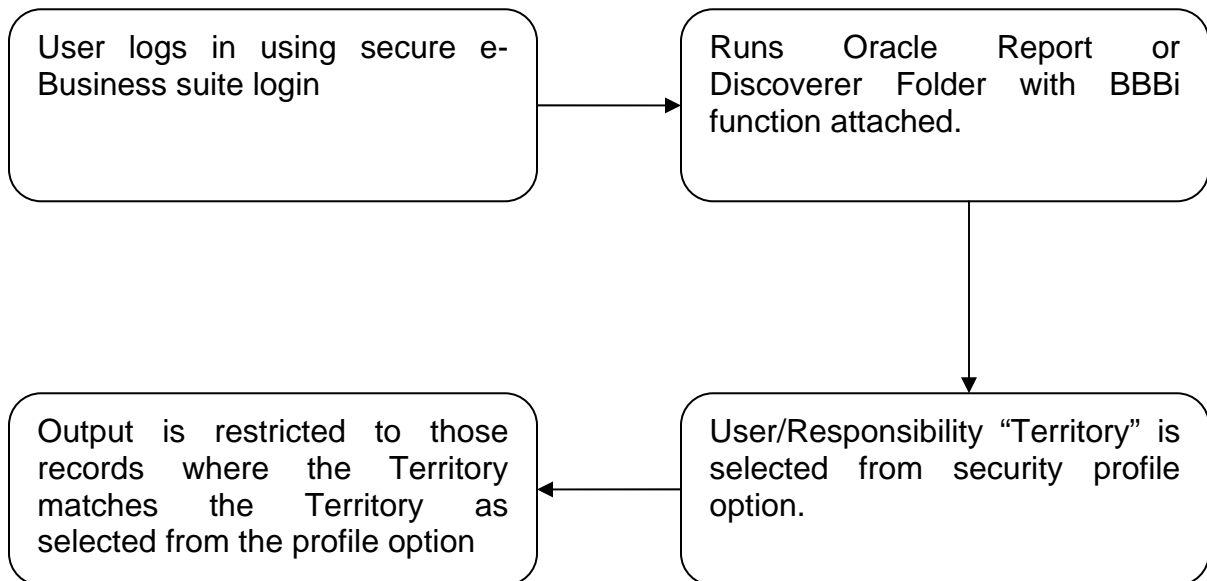 User logs in using secure e-
Business suite login
Runs Oracle Report or
Discoverer Folder with BBBi
function attached.
User/Responsibility “Territory” is
selected from security profile
option.
Output is restricted to those
records where the Territory
matches the Territory as
selected from the profile option